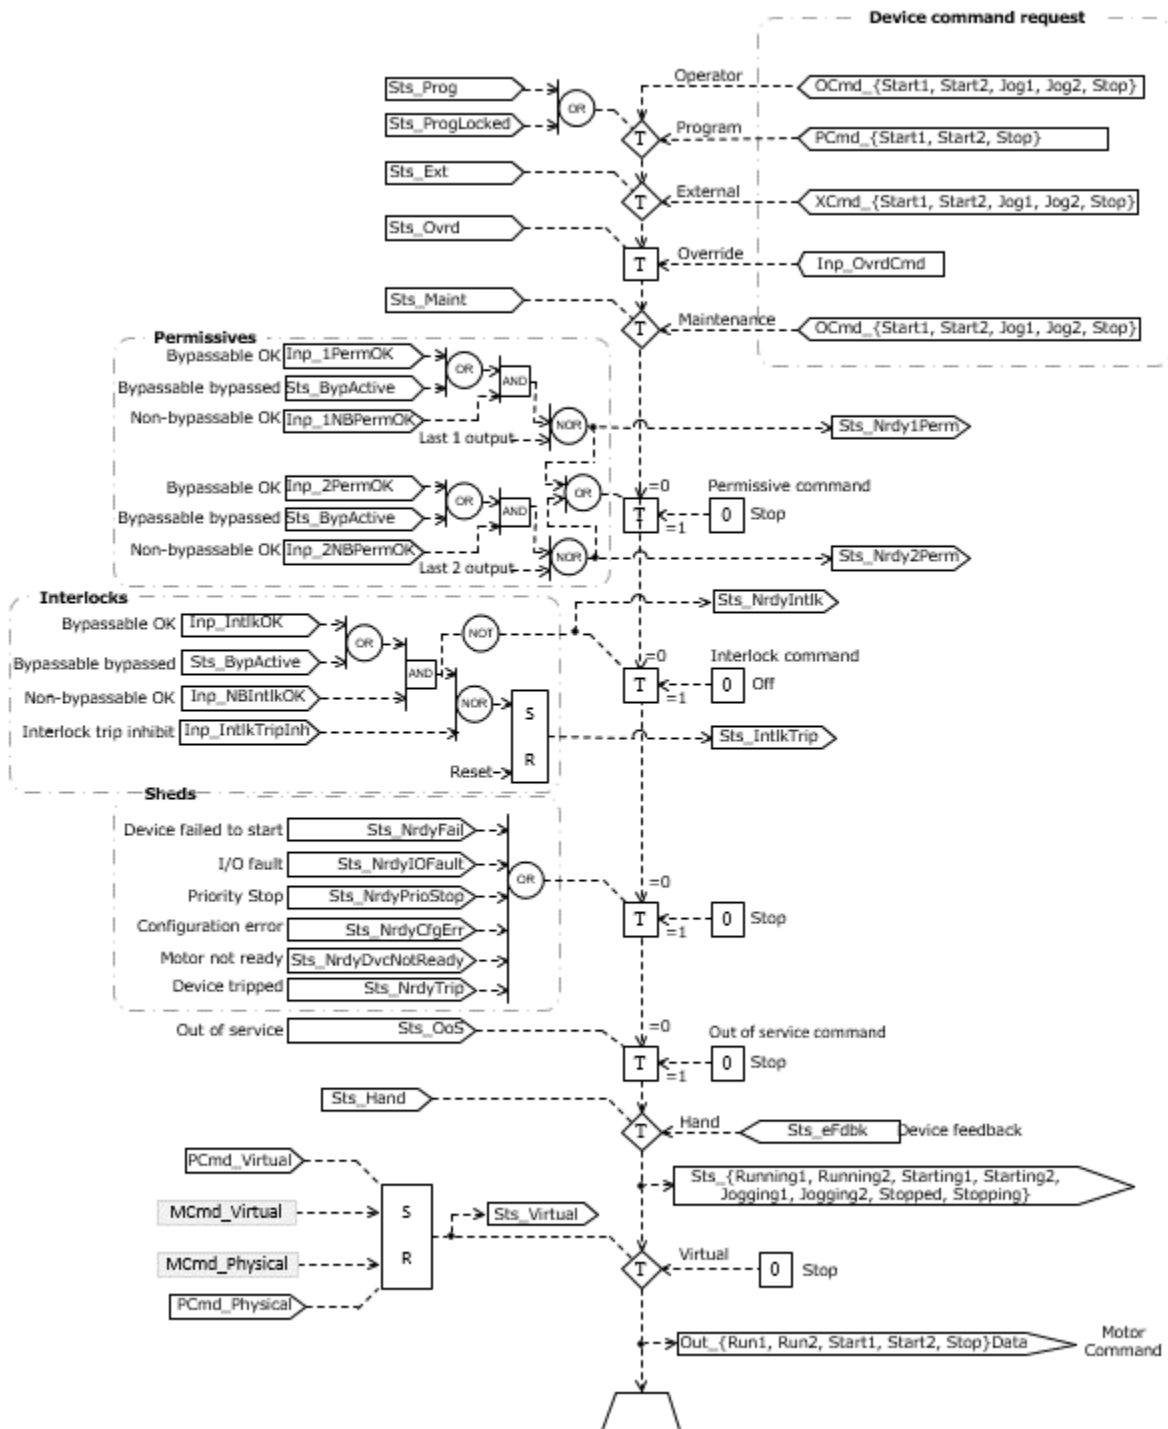 Device command request
Operator
OCmd_{Start1, Start2, Jog1, Jog2, Stop}
Sts_Prog
OR
Sts_ProgLocked
Program
T
PCmd_{Start1, Start2, Stop}
Sts_Ext
External
T
XCmd_{Start1, Start2, Jog1, Jog2, Stop}
Sts_Ovrd
Override
T
Inp_OvrdCmd
Sts_Maint
Maintenance
T
OCmd_{Start1, Start2, Jog1, Jog2, Stop}
Permissives
Bypassable OK
Inp_1PermOK
OR
AND
Bypassable bypassed
Sts_BypActive
Non-bypassable OK
Inp_1NBPermOK
NOR
Sts_Nrdy1Perm
Last 1 output
Bypassable OK
Inp_2PermOK
OR
OR
=0
Permissive command
AND
T
0
Stop
Bypassable bypassed
Sts_BypActive
=1
Non-bypassable OK
Inp_2NBPermOK
NOR
Sts_Nrdy2Perm
Last 2 output
Interlocks
Sts_NrdyIntlk
Bypassable OK
Inp_IntlkOK
NOT
OR
=0
Interlock command
Bypassable bypassed
Sts_BypActive
AND
T
0
Off
Non-bypassable OK
Inp_NBIntlkOK
NOR
S
=1
Interlock trip inhibit
Inp_IntlkTripInh
Sts_IntlkTrip
R
Reset
Sheds
Device failed to start
Sts_NrdyFail
I/O fault
Sts_NrdyIOFault
OR
=0
Priority Stop
Sts_NrdyPrioStop
T
0
Stop
Configuration error
Sts_NrdyCfgErr
=1
Motor not ready
Sts_NrdyDvcNotReady
Device tripped
Sts_NrdyTrip
Out of service
Sts_OoS
=0
Out of service command
T
0
Stop
=1
Sts_Hand
Hand
T
Sts_eFdbk
Device feedback
PCmd_Virtual
Sts_{Running1, Running2, Starting1, Starting2,
Jogging1, Jogging2, Stopped, Stopping}
MCmd_Virtual
S
Sts_Virtual
MCmd_Physical
R
Virtual
T
0
Stop
PCmd_Physical
Out_{Run1, Run2, Start1, Start2, Stop}Data
Motor
Command